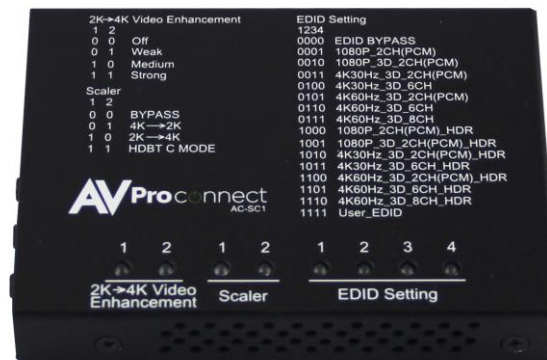 2K→4K Video Enhancement
1 2
0 0 Off
0 1 Weak
1 0 Medium
1 1 Strong
Scaler
1 2
0 0 BYPASS
0 1 4K→2K
1 0 2K→4K
1 1 HDBT C MODE
EDID Setting
1234
0000 EDID BYPASS
0001 1080P_2CH(PCM)
0010 1080P_3D_2CH(PCM)
0011 4K30Hz_3D_2CH(PCM)
0100 4K30Hz_3D_6CH
0101 4K60Hz_3D_2CH(PCM)
0110 4K60Hz_3D_6CH
0111 4K60Hz_3D_8CH
1000 1080P_2CH(PCM)_HDR
1001 1080P_3D_2CH(PCM)_HDR
1010 4K30Hz_3D_2CH(PCM)_HDR
1011 4K30Hz_3D_6CH_HDR
1100 4K60Hz_3D_2CH(PCM)_HDR
1101 4K60Hz_3D_6CH_HDR
1110 4K60Hz_3D_8CH_HDR
1111 User_EDID
AVProconnect
AC-SC1
1 2 1 2 1 2 3 4
2K→4K Video
Enhancement
Scaler
EDID Setting